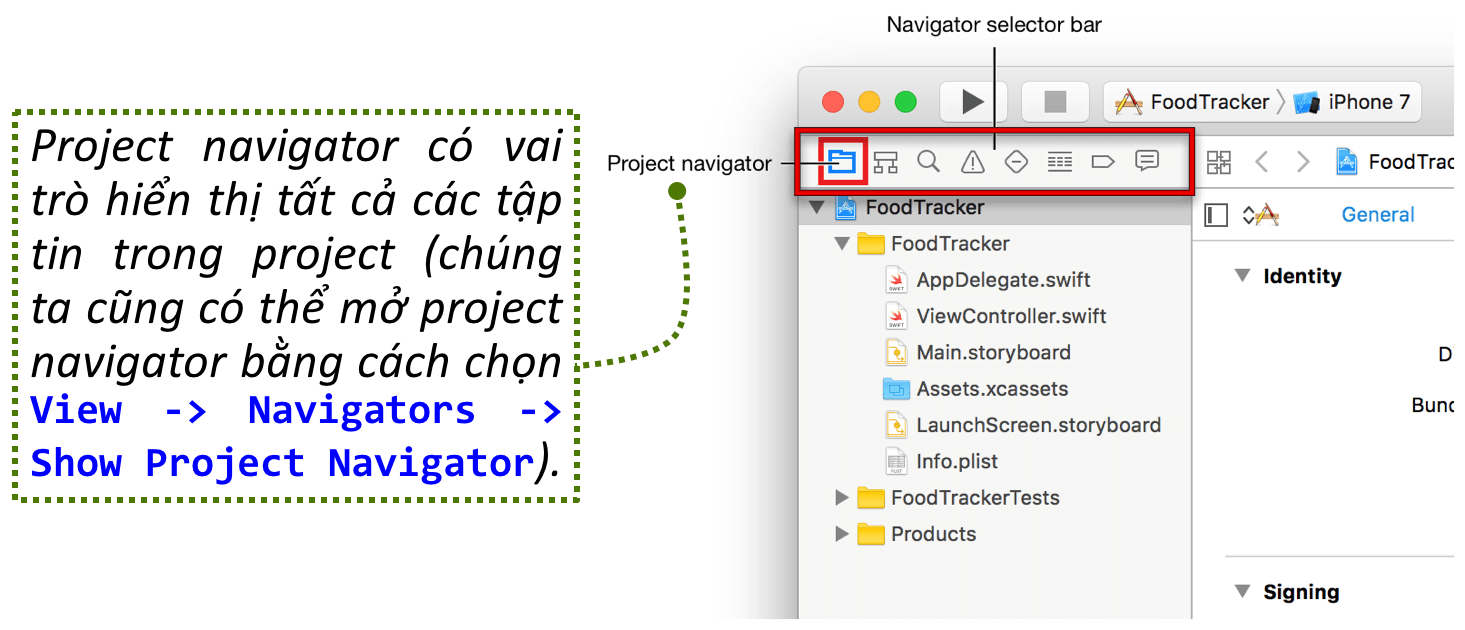 Navigator selector bar
Project navigator có vai
trò hiển thị tất cả các tập
tin trong project (chúng
ta cũng có thể mở project
navigator bằng cách chọn
View -> Navigators ->
Show Project Navigator).
Project navigator
FoodTracker
iPhone 7
FoodTrac
FoodTracker
FoodTracker
AppDelegate.swift
ViewController.swift
Main.storyboard
Assets.xcassets
LaunchScreen.storyboard
Info.plist
FoodTrackerTests
Products
General
Identity
D
Bund
Signing